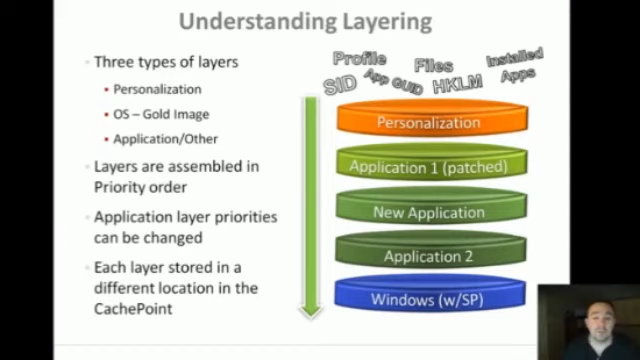 Understanding Layering
Three types of layers
Personalization
OS – Gold Image
Application/Other
Layers are assembled in
Priority order
Application layer priorities
can be changed
Each layer stored in a
different location in the
CachePoint
Profile
Files
Installed
Apps
SID
App GUID
HKLM
Personalization
Application 1 (patched)
New Application
Application 2
Windows (w/SP)